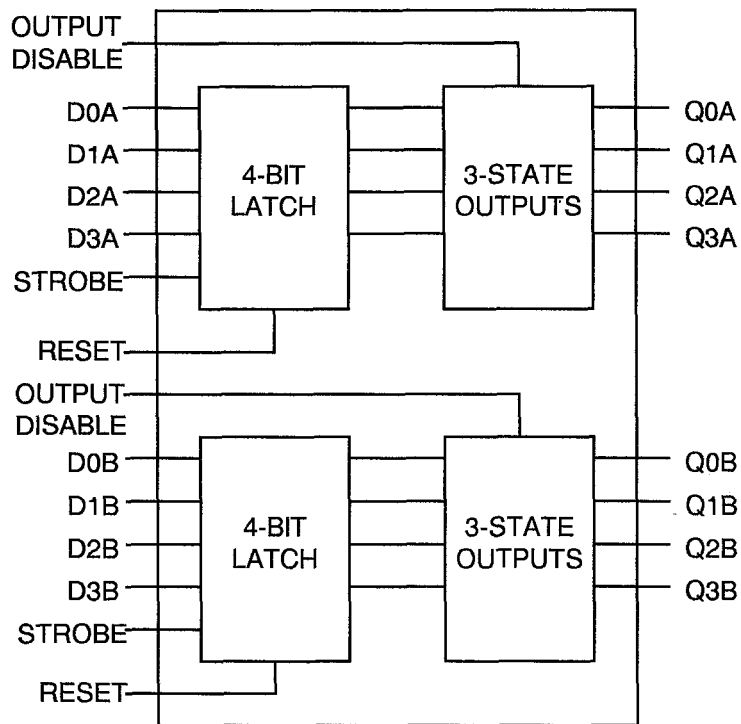 OUTPUT
DISABLE
D0A
D1A
D2A
D3A
STROBE
RESET
4-BIT
LATCH
3-STATE
OUTPUTS
Q0A
Q1A
Q2A
Q3A
OUTPUT
DISABLE
D0B
D1B
D2B
D3B
STROBE
RESET
4-BIT
LATCH
3-STATE
OUTPUTS
Q0B
Q1B
Q2B
Q3B